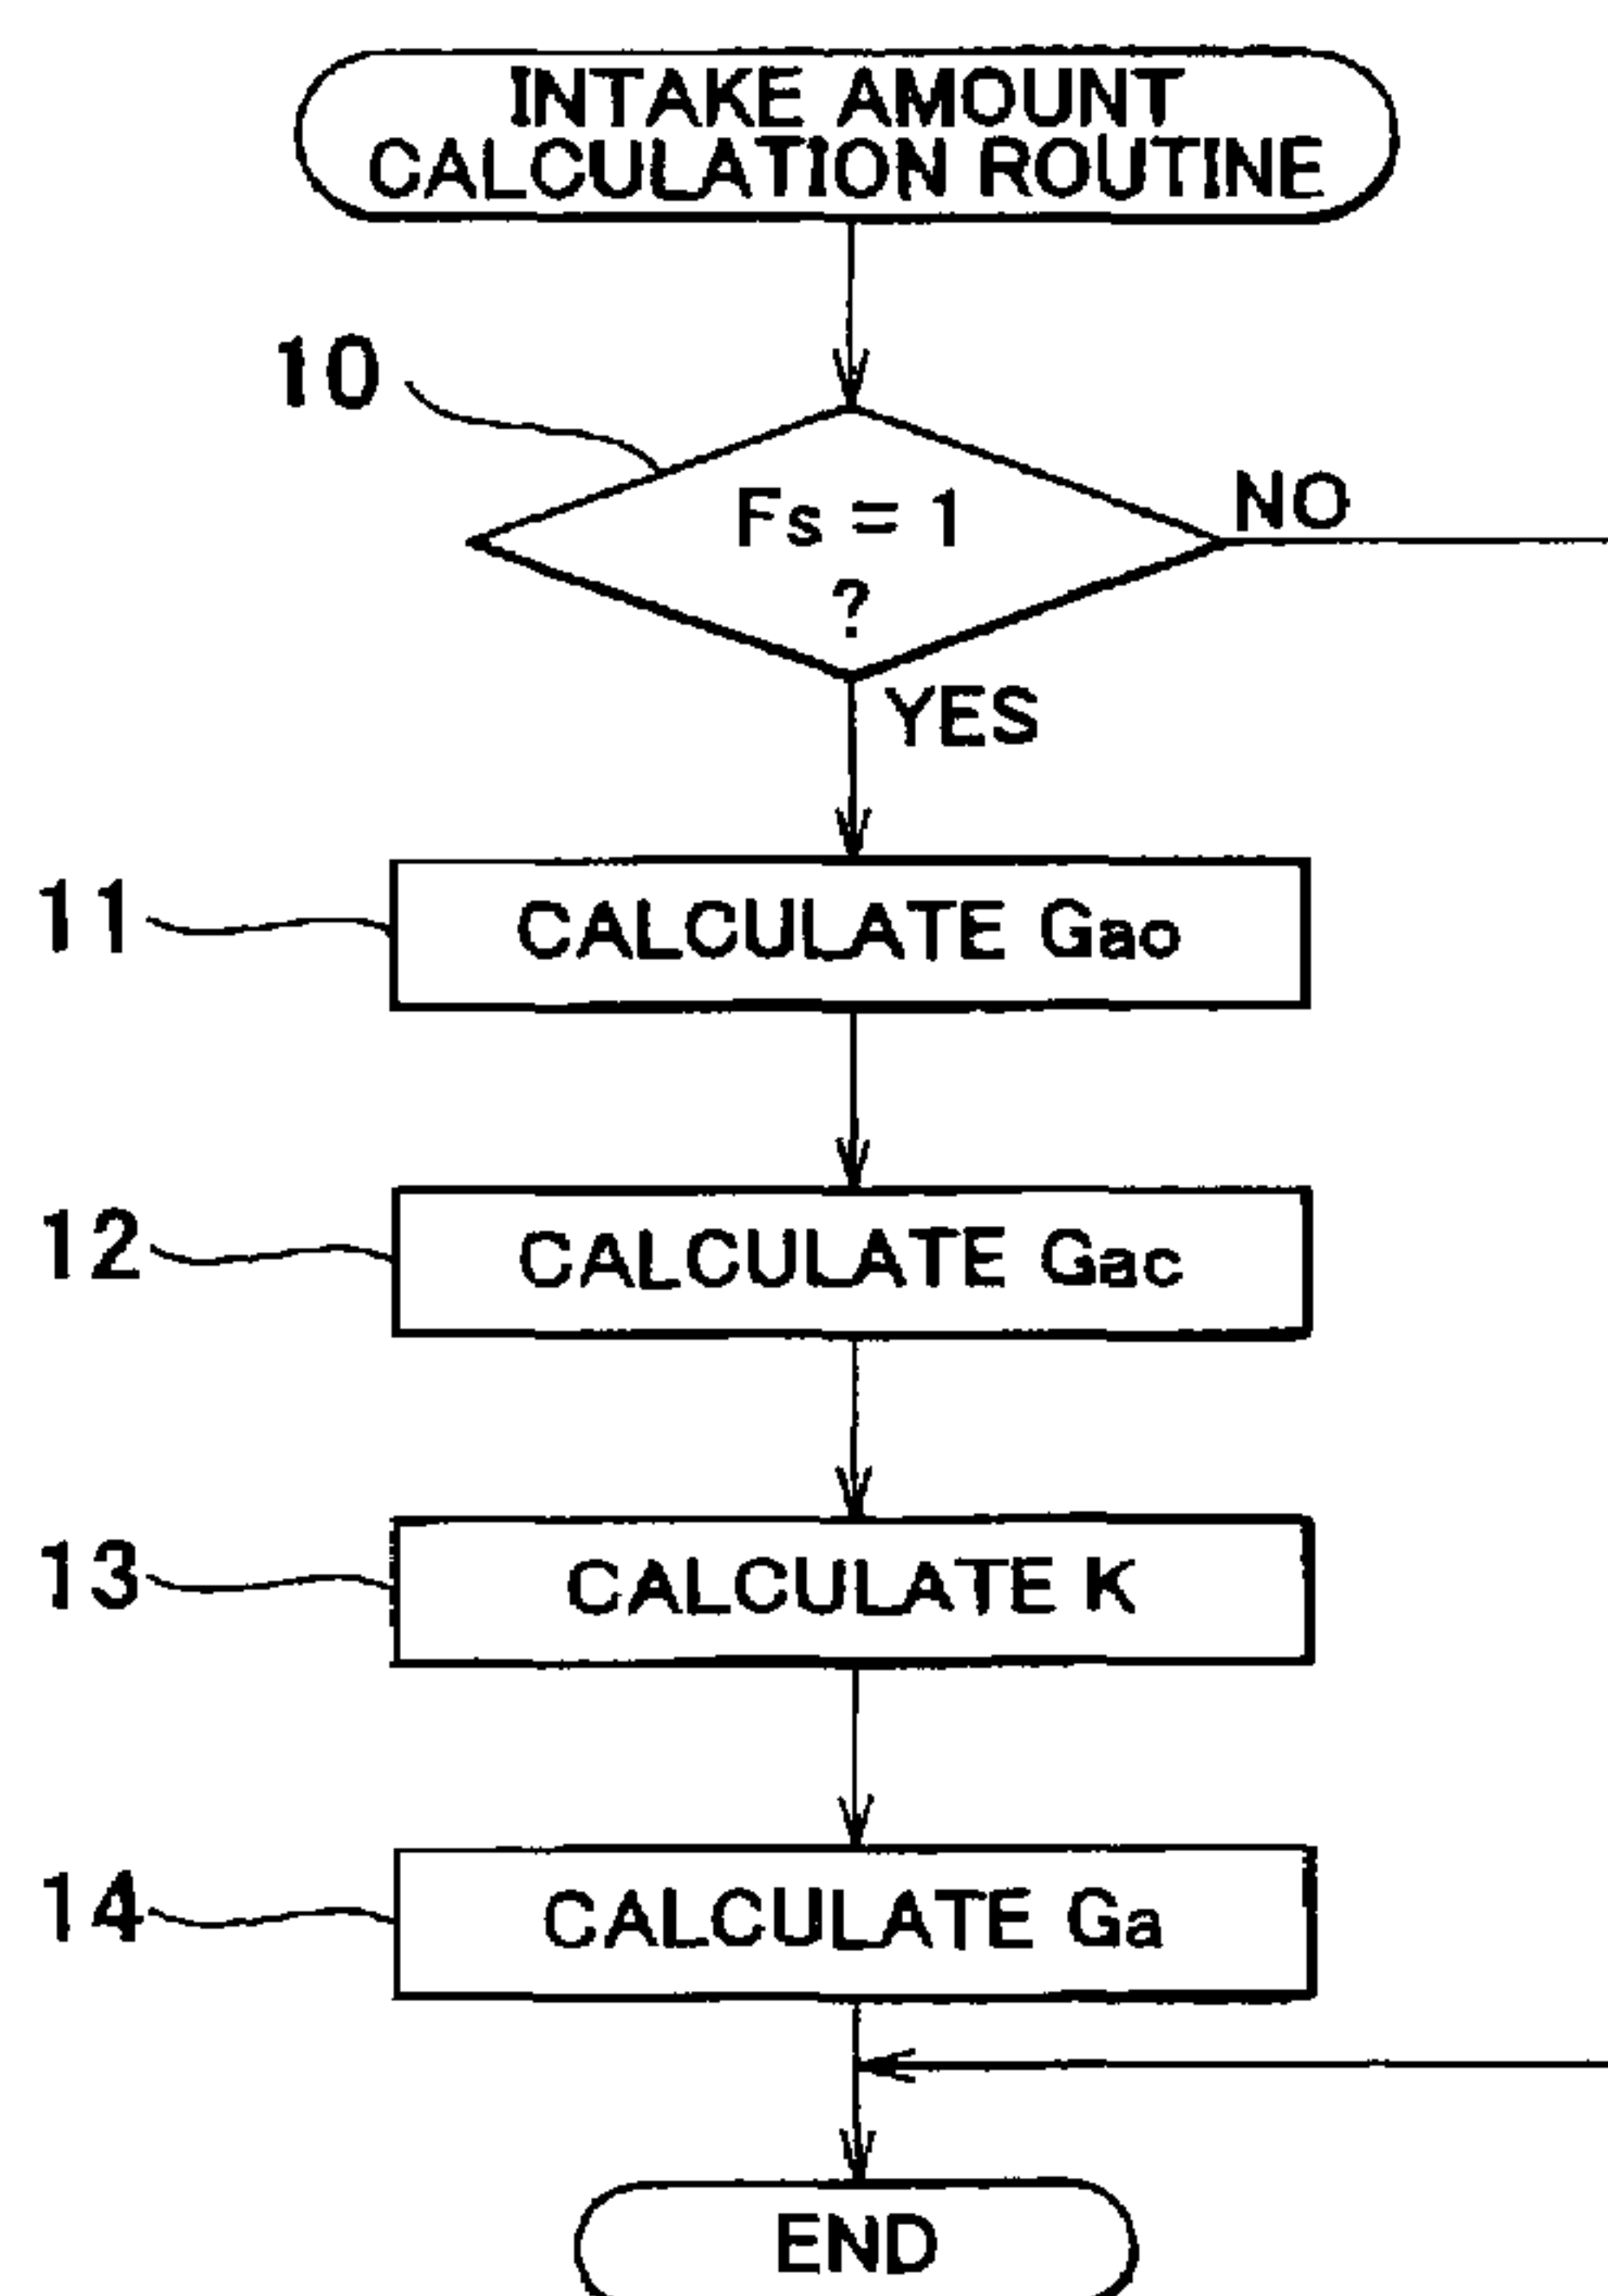 INTAKE AMOUNT
CALCULATION ROUTINE
10
Fs = 1
?
NO
YES
11
CALCULATE Gao
12
CALCULATE Gac
13
CALCULATE K
14
CALCULATE Ga
END